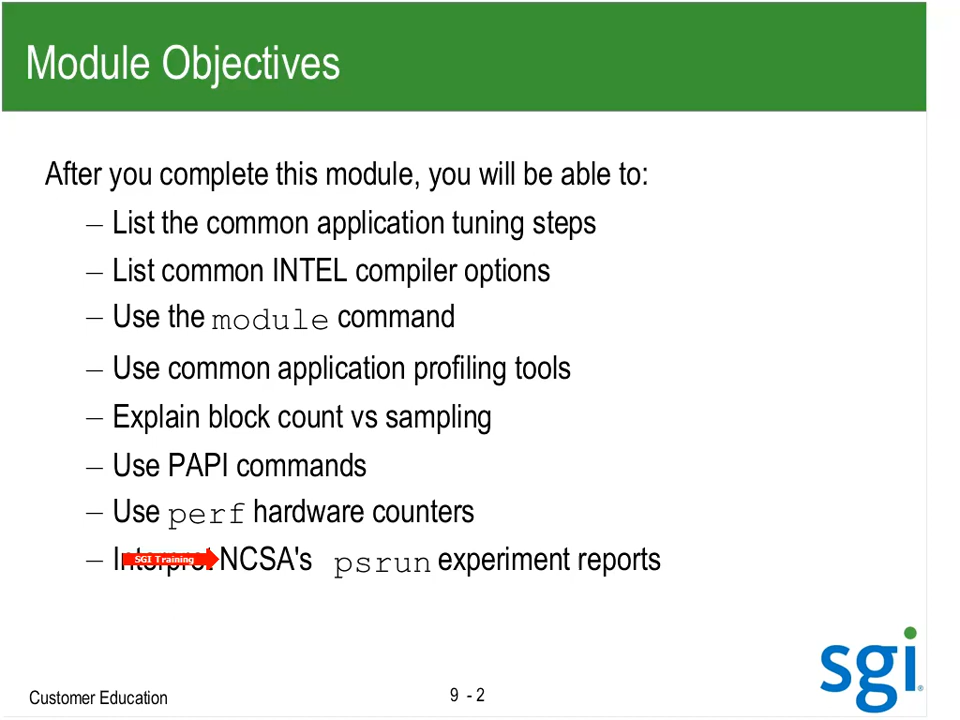 Module Objectives
After you complete this module, you will be able to:
– List the common application tuning steps
– List common INTEL compiler options
– Use the module command
– Use common application profiling tools
– Explain block count vs sampling
– Use PAPI commands
– Use perf hardware counters
– Interpret NCSA's psrun experiment reports
SGI Training
sgi®
Customer Education
9 - 2